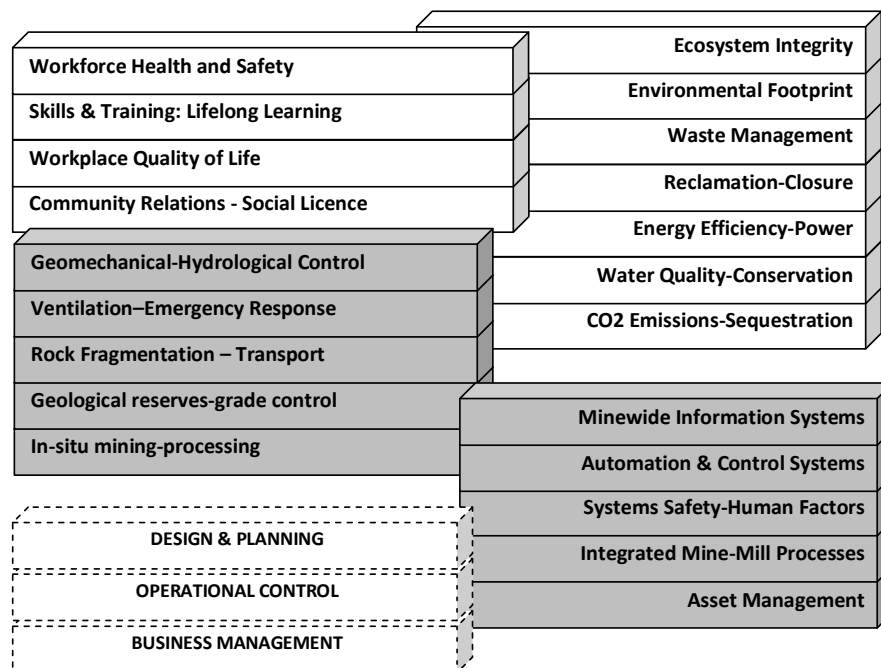 Workforce Health and Safety
Skills & Training: Lifelong Learning
Workplace Quality of Life
Community Relations - Social Licence
Ecosystem Integrity
Environmental Footprint
Waste Management
Reclamation-Closure
Energy Efficiency-Power
Water Quality-Conservation
CO2 Emissions-Sequestration
Geomechanical-Hydrological Control
Ventilation–Emergency Response
Rock Fragmentation – Transport
Geological reserves-grade control
In-situ mining-processing
Minewide Information Systems
Automation & Control Systems
Systems Safety-Human Factors
Integrated Mine-Mill Processes
Asset Management
DESIGN & PLANNING
OPERATIONAL CONTROL
BUSINESS MANAGEMENT